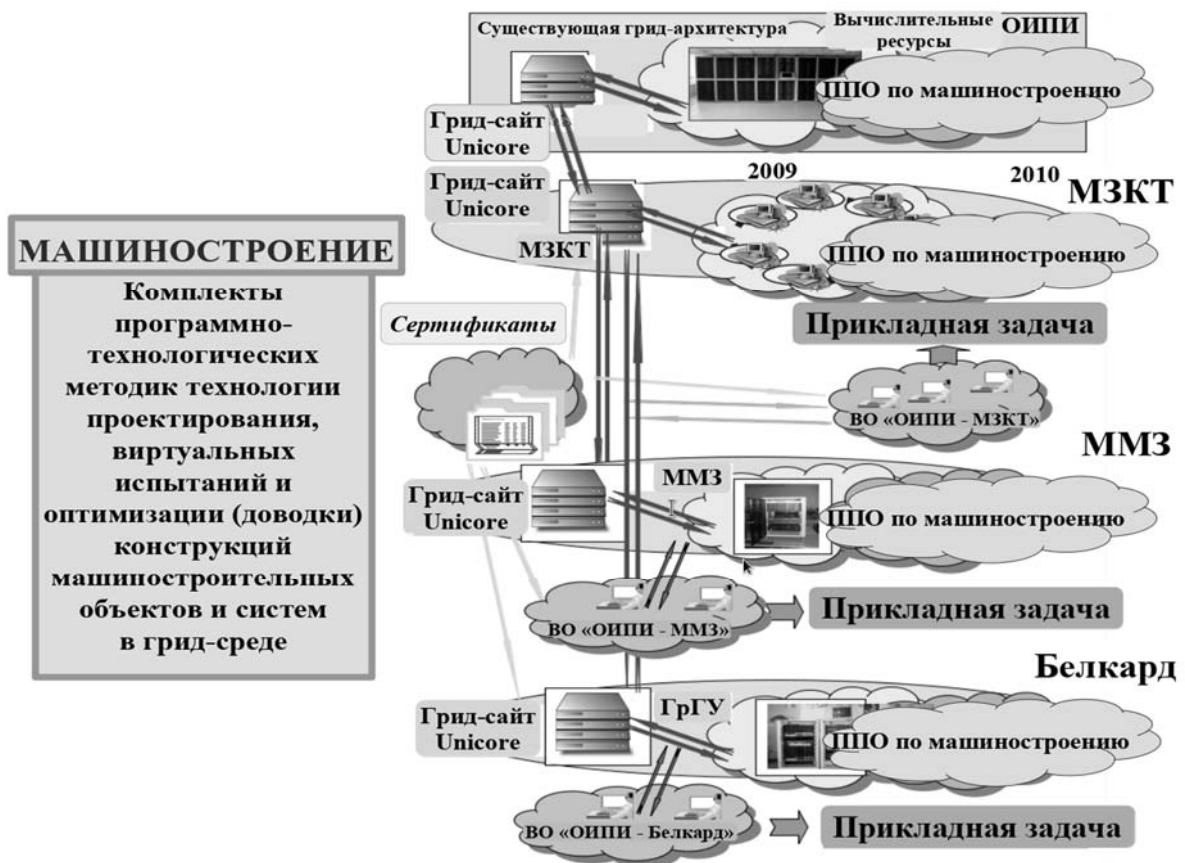 Существующая грид-архитектура
Вычислительные
ресурсы
ОИПИ
ППО по машиностроению
Грид-сайт
Unicore
2009
2010
МЗКТ
Грид-сайт
Unicore
МЗКТ
ППО по машиностроению
МАШИНОСТРОЕНИЕ
Комплекты
программно-
технологических
методик технологии
проектирования,
виртуальных
испытаний и
оптимизации (доводки)
конструкций
машиностроительных
объектов и систем
в грид-среде
Сертификаты
Прикладная задача
ВО «ОИПИ - МЗКТ»
ММЗ
ММЗ
Грид-сайт
Unicore
ППО по машиностроению
ВО «ОИПИ - ММЗ»
Прикладная задача
Белкард
ГрГУ
Грид-сайт
Unicore
ППО по машиностроению
ВО «ОИПИ - Белкард»
Прикладная задача